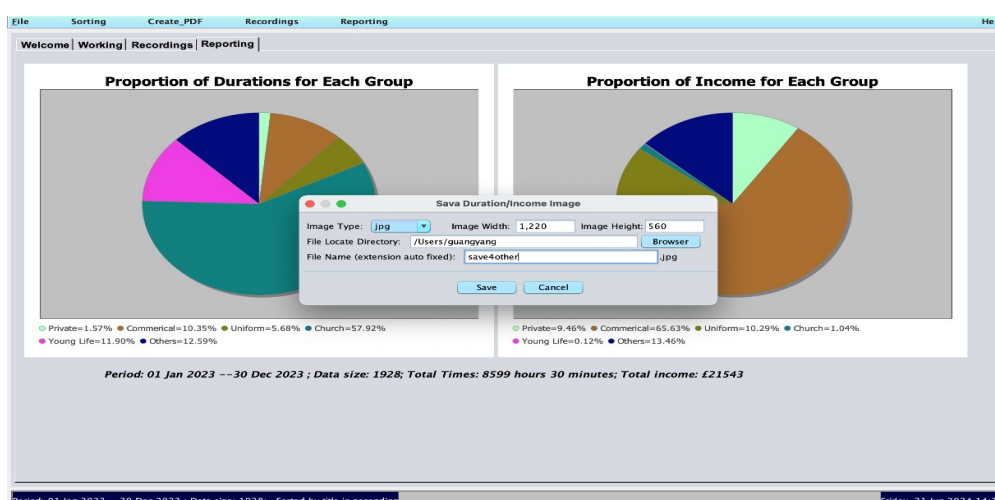 File Sorting Create_PDF Recordings Reporting He
Welcome Working Recordings Reporting
Proportion of Durations for Each Group
Proportion of Income for Each Group
Sava Duration/Income Image
Image Type: jpg Image Width: 1,220 Image Height: 560
File Locate Directory: /Users/guangyang Browser
File Name (extension auto fixed): save4other .jpg
Save Cancel
Private=1.57% Commerical=10.35% Uniform=5.68% Church=57.92%
Young Life=11.90% Others=12.59%
Private=9.46% Commerical=65.63% Uniform=10.29% Church=1.04%
Young Life=0.12% Others=13.46%
Period: 01 Jan 2023 --30 Dec 2023 ; Data size: 1928; Total Times: 8599 hours 30 minutes; Total income: £21543